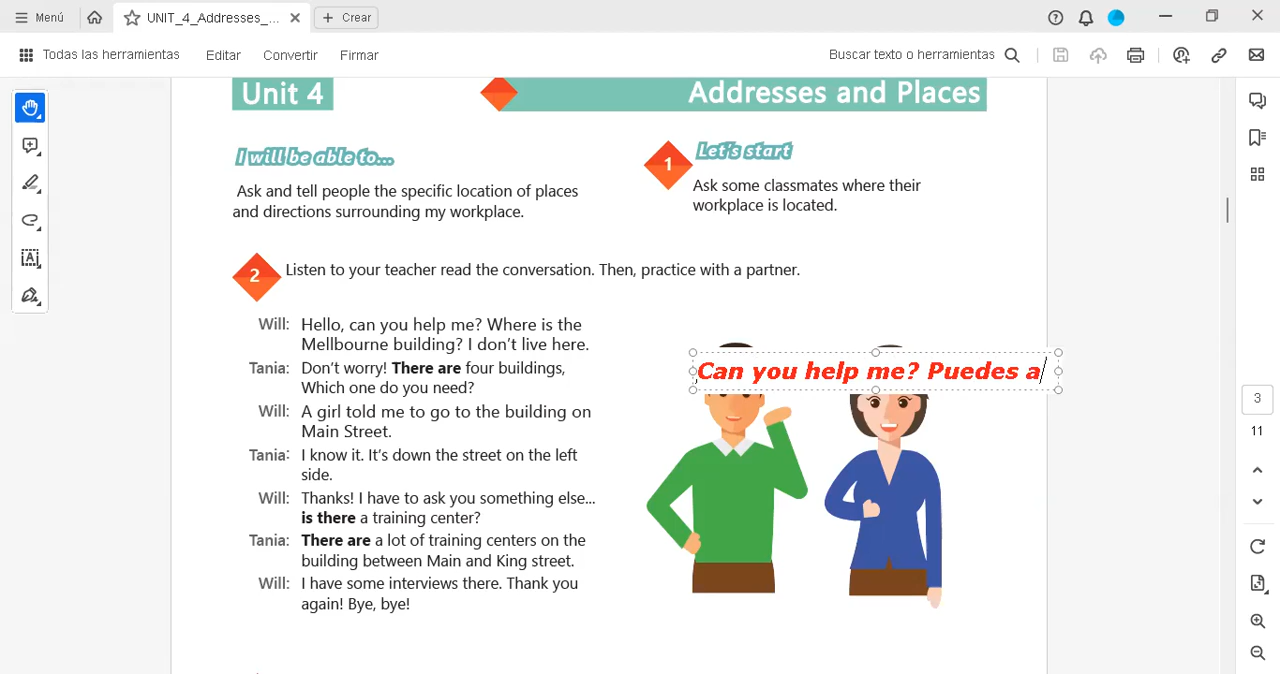 Menú
UNIT_4_Addresses_...
Crear
Todas las herramientas
Editar
Convertir
Firmar
Buscar texto o herramientas
Unit 4
Addresses and Places
I will be able to...
Ask and tell people the specific location of places
and directions surrounding my workplace.
1
Let's start
Ask some classmates where their
workplace is located.
2
Listen to your teacher read the conversation. Then, practice with a partner.
Will: Hello, can you help me? Where is the
Mellbourne building? I don't live here.
Tania: Don't worry! There are four buildings,
Which one do you need?
Will: A girl told me to go to the building on
Main Street.
Tania: I know it. It's down the street on the left
side.
Will: Thanks! I have to ask you something else...
is there a training center?
Tania: There are a lot of training centers on the
building between Main and King street.
Will: I have some interviews there. Thank you
again! Bye, bye!
Can you help me? Puedes a
3
11